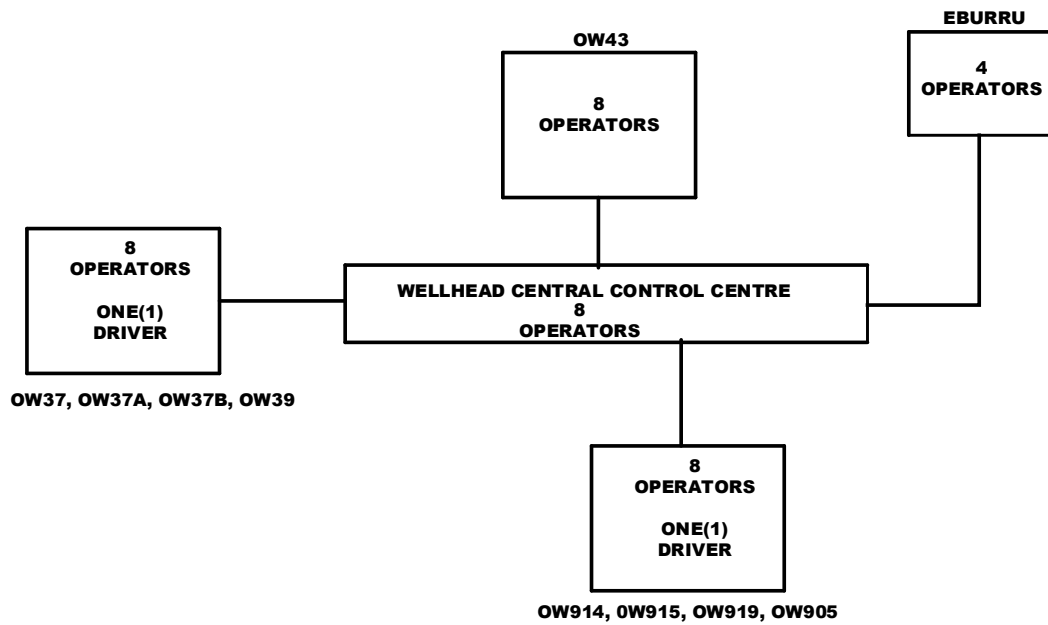 EBURRU
4
OPERATORS
OW43
8
OPERATORS
8
OPERATORS
ONE(1)
DRIVER
OW37, OW37A, OW37B, OW39
WELLHEAD CENTRAL CONTROL CENTRE
8
OPERATORS
8
OPERATORS
ONE(1)
DRIVER
OW914, 0W915, OW919, OW905